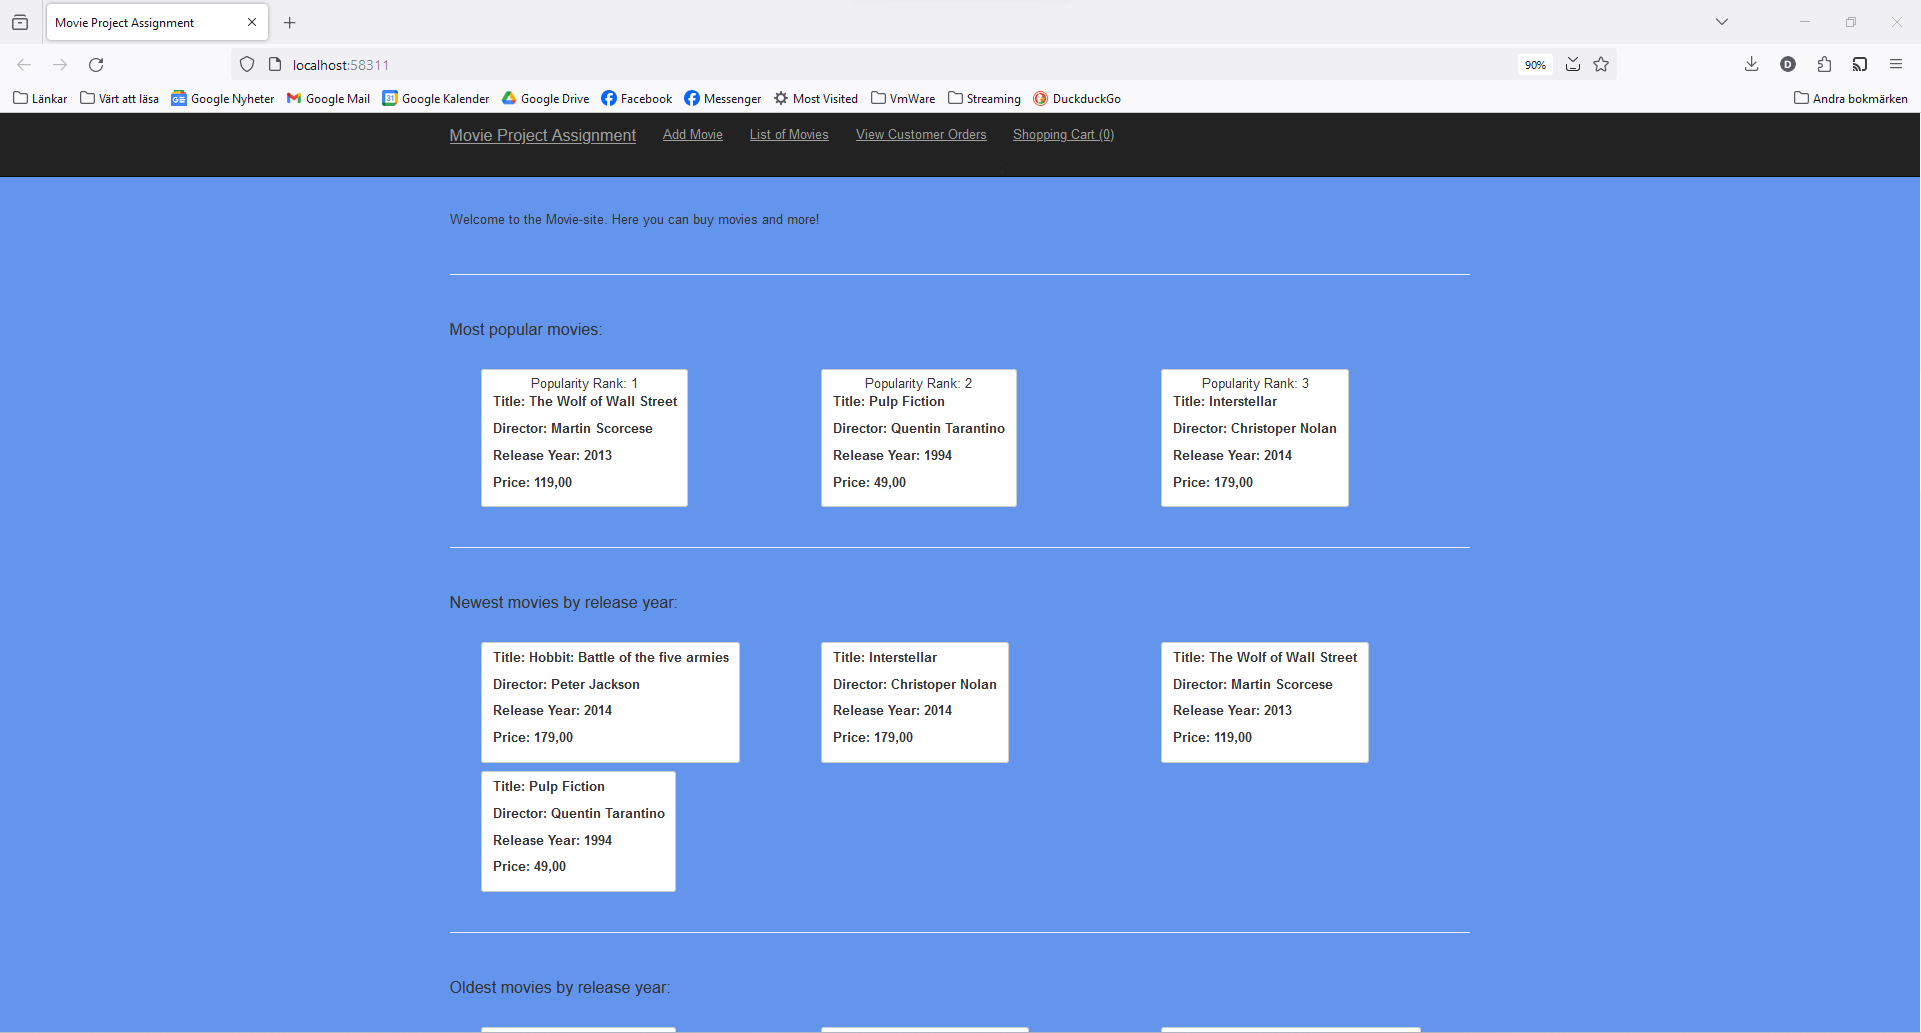 Movie Project Assignment
localhost:58311
90%
Länkar Värt att läsa Google Nyheter Google Mail Google Kalender Google Drive Facebook Messenger Most Visited VmWare Streaming DuckduckGo Andra bokmärken
Movie Project Assignment Add Movie List of Movies View Customer Orders Shopping Cart (0)
Welcome to the Movie-site. Here you can buy movies and more!
Most popular movies:
Popularity Rank: 1
Title: The Wolf of Wall Street
Director: Martin Scorcese
Release Year: 2013
Price: 119,00
Popularity Rank: 2
Title: Pulp Fiction
Director: Quentin Tarantino
Release Year: 1994
Price: 49,00
Popularity Rank: 3
Title: Interstellar
Director: Christoper Nolan
Release Year: 2014
Price: 179,00
Newest movies by release year:
Title: Hobbit: Battle of the five armies
Director: Peter Jackson
Release Year: 2014
Price: 179,00
Title: Interstellar
Director: Christoper Nolan
Release Year: 2014
Price: 179,00
Title: The Wolf of Wall Street
Director: Martin Scorcese
Release Year: 2013
Price: 119,00
Title: Pulp Fiction
Director: Quentin Tarantino
Release Year: 1994
Price: 49,00
Oldest movies by release year: